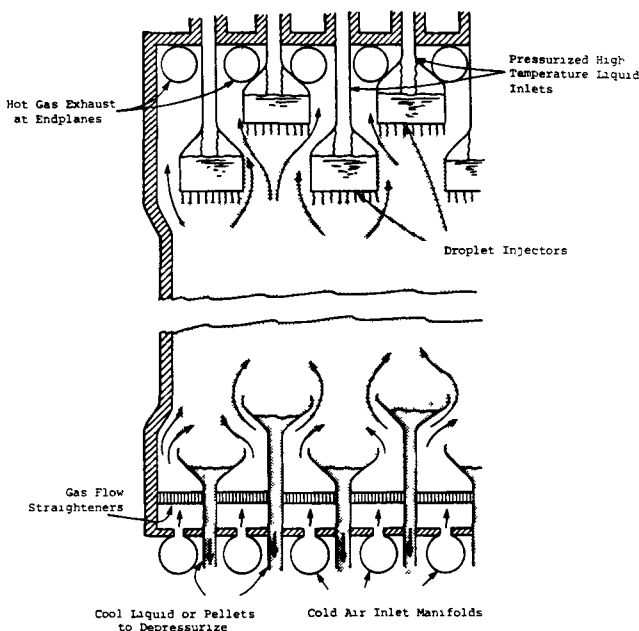 Pressurized High
Temperature Liquid
Inlets
Hot Gas Exhaust
at Endplanes
Droplet Injectors
Gas Flow
Straighteners
Cool Liquid or Pellets
to Depressurize
Cold Air Inlet Manifolds